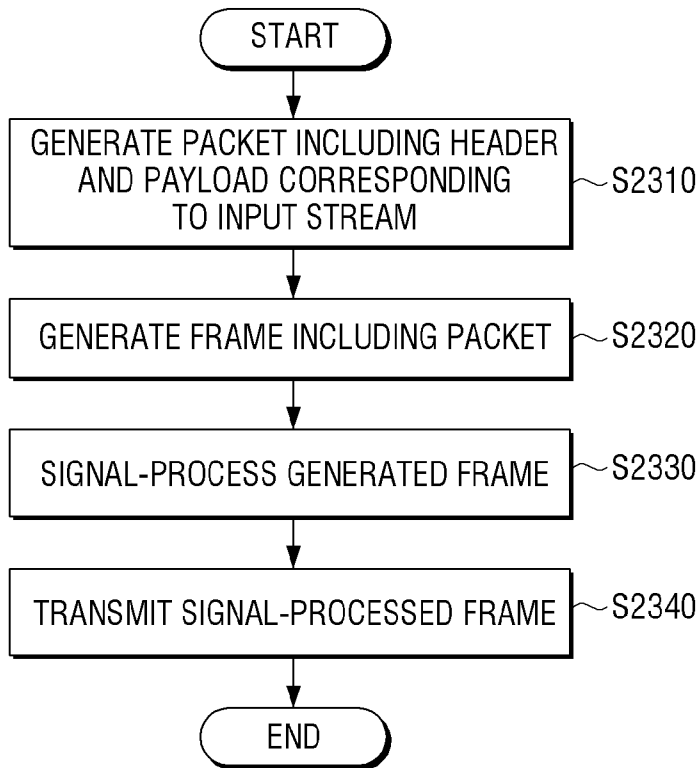 START
GENERATE PACKET INCLUDING HEADER
AND PAYLOAD CORRESPONDING
TO INPUT STREAM
S2310
GENERATE FRAME INCLUDING PACKET
S2320
SIGNAL-PROCESS GENERATED FRAME
S2330
TRANSMIT SIGNAL-PROCESSED FRAME
S2340
END